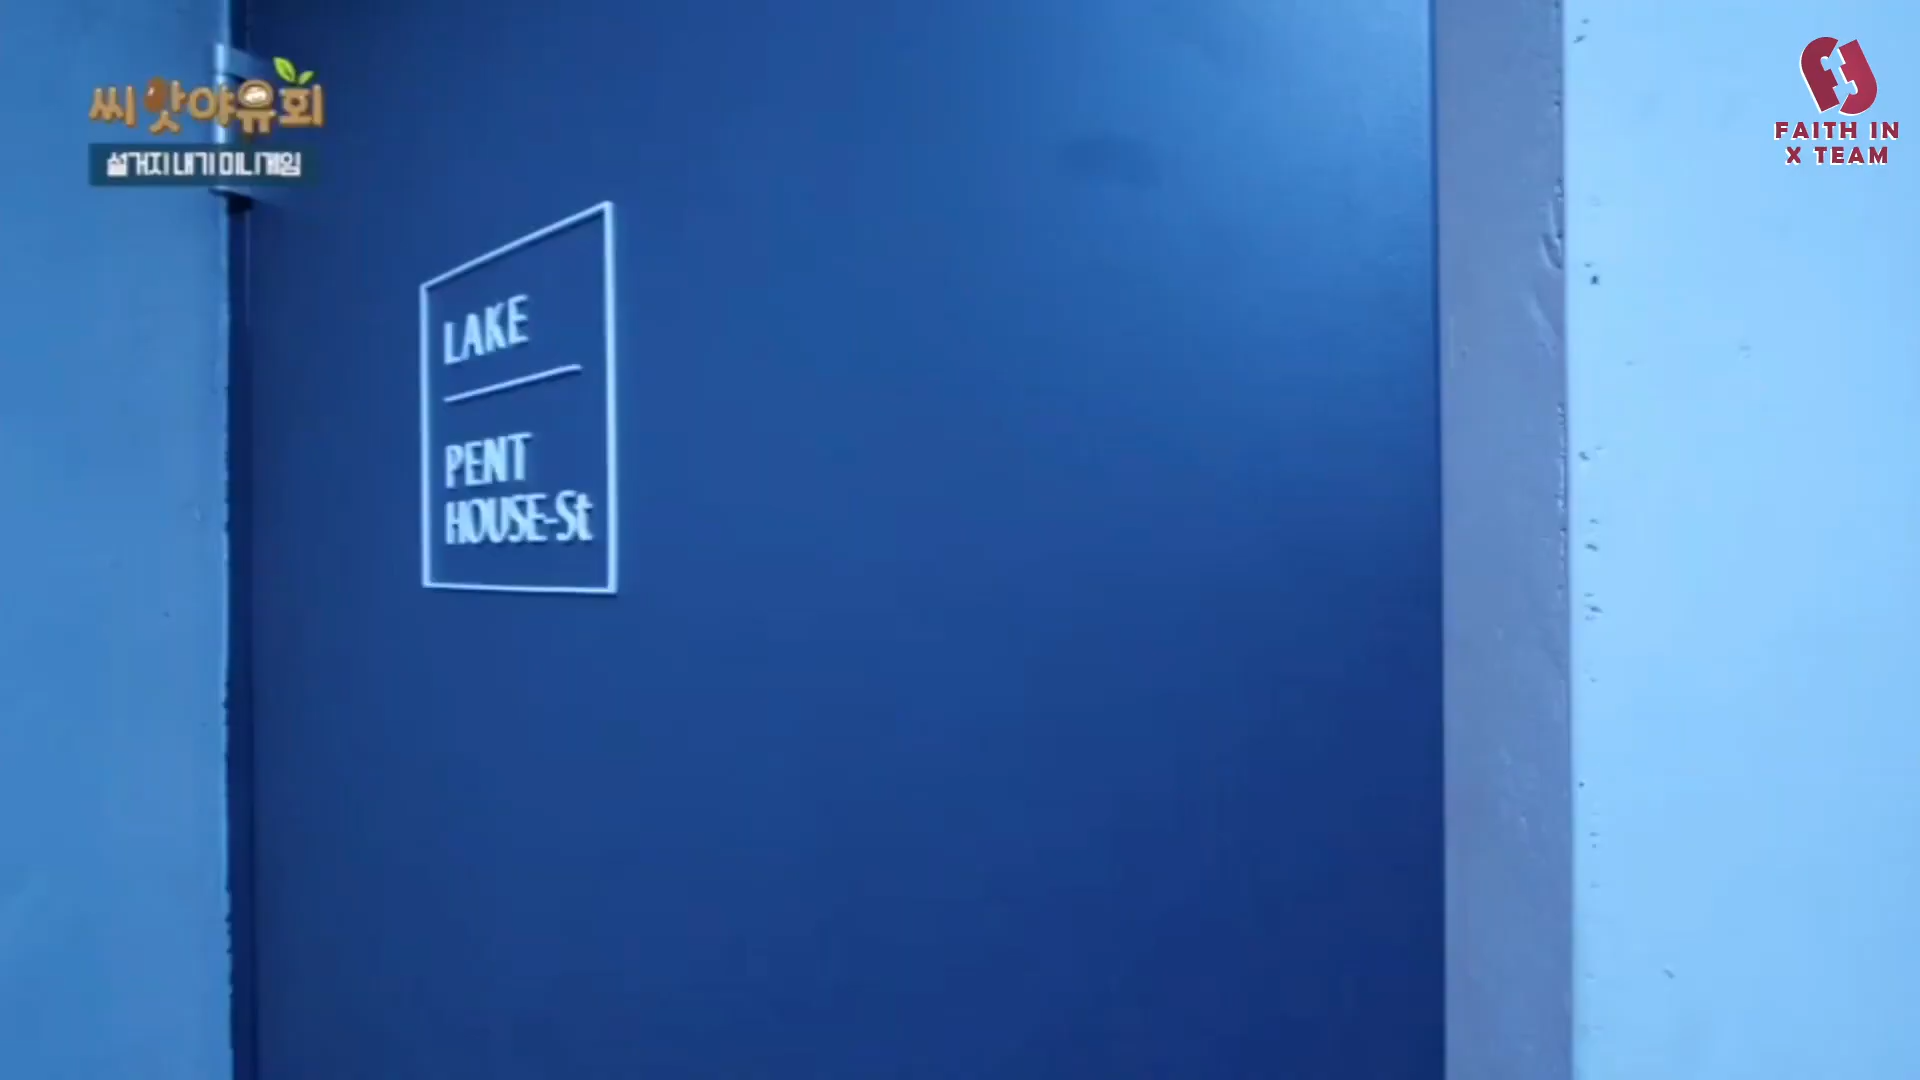 씨앗야유회
설거지 내기 미니게임
FAITH IN
X TEAM
LAKE
PENT
HOUSE-St